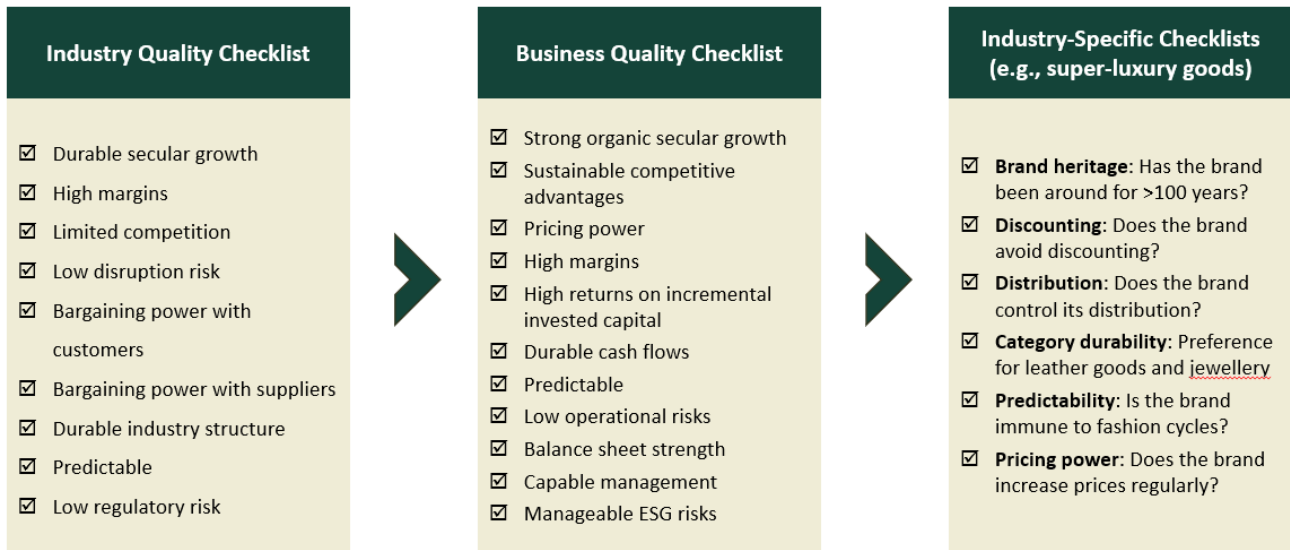 Industry Quality Checklist
Durable secular growth
High margins
Limited competition
Low disruption risk
Bargaining power with
customers
Bargaining power with suppliers
Durable industry structure
Predictable
Low regulatory risk
Business Quality Checklist
Strong organic secular growth
Sustainable competitive
advantages
Pricing power
High margins
High returns on incremental
invested capital
Durable cash flows
Predictable
Low operational risks
Balance sheet strength
Capable management
Manageable ESG risks
Industry-Specific Checklists
(e.g., super-luxury goods)
Brand heritage: Has the brand
been around for >100 years?
Discounting: Does the brand
avoid discounting?
Distribution: Does the brand
control its distribution?
Category durability: Preference
for leather goods and jewellery
Predictability: Is the brand
immune to fashion cycles?
Pricing power: Does the brand
increase prices regularly?